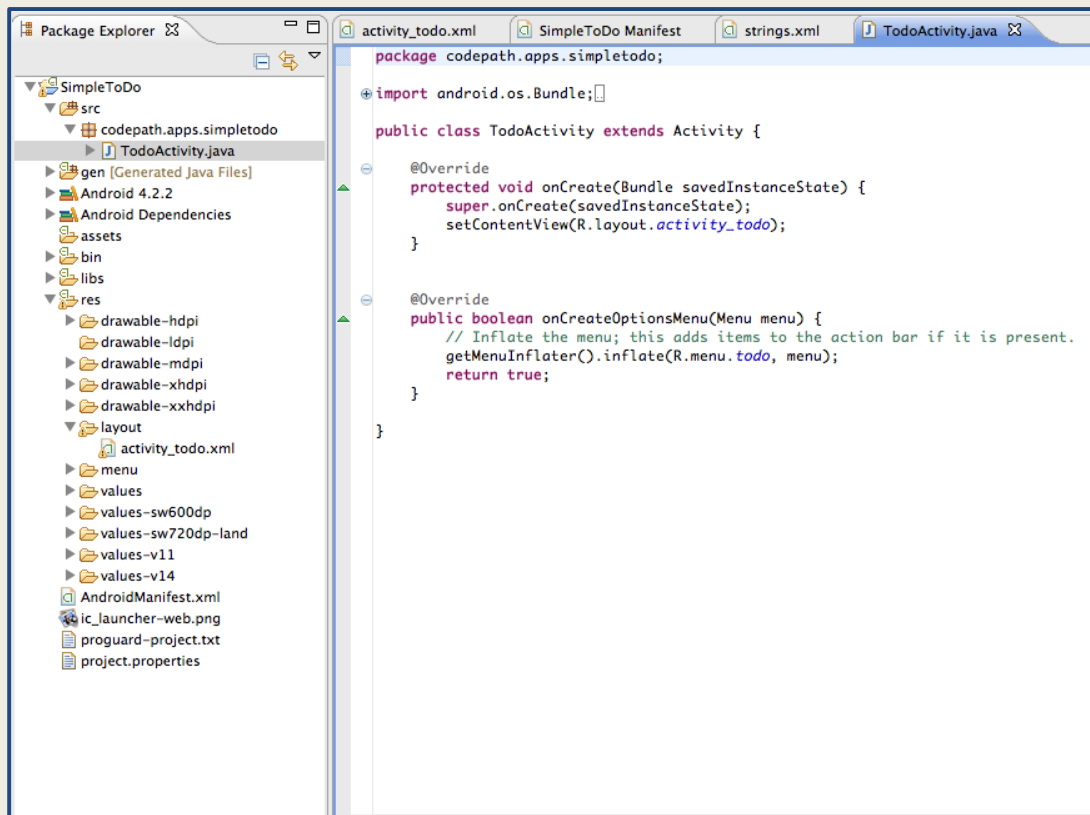 Package Explorer
SimpleToDo
src
codepath.apps.simpletodo
TodoActivity.java
gen [Generated Java Files]
Android 4.2.2
Android Dependencies
assets
bin
libs
res
drawable-hdpi
drawable-ldpi
drawable-mdpi
drawable-xhdpi
drawable-xxhdpi
layout
activity_todo.xml
menu
values
values-sw600dp
values-sw720dp-land
values-v11
values-v14
AndroidManifest.xml
ic_launcher-web.png
proguard-project.txt
project.properties
activity_todo.xml SimpleToDo Manifest strings.xml TodoActivity.java
package codepath.apps.simpletodo;
import android.os.Bundle;
public class TodoActivity extends Activity {
@Override
protected void onCreate(Bundle savedInstanceState) {
super.onCreate(savedInstanceState);
setContentView(R.layout.activity_todo);
}
@Override
public boolean onCreateOptionsMenu(Menu menu) {
// Inflate the menu; this adds items to the action bar if it is present.
getMenuInflater().inflate(R.menu.todo, menu);
return true;
}
}